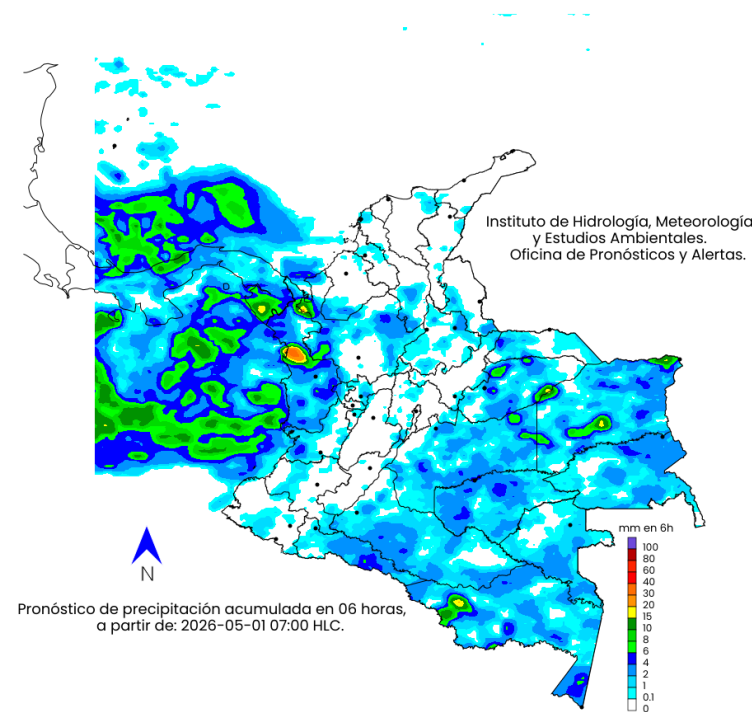 Instituto de Hidrología, Meteorología
y Estudios Ambientales.
Oficina de Pronósticos y Alertas.
mm en 6h
100
80
60
40
30
20
15
10
8
6
4
2
1
0.1
0
N
Pronóstico de precipitación acumulada en 06 horas,
a partir de: 2026-05-01 07:00 HLC.